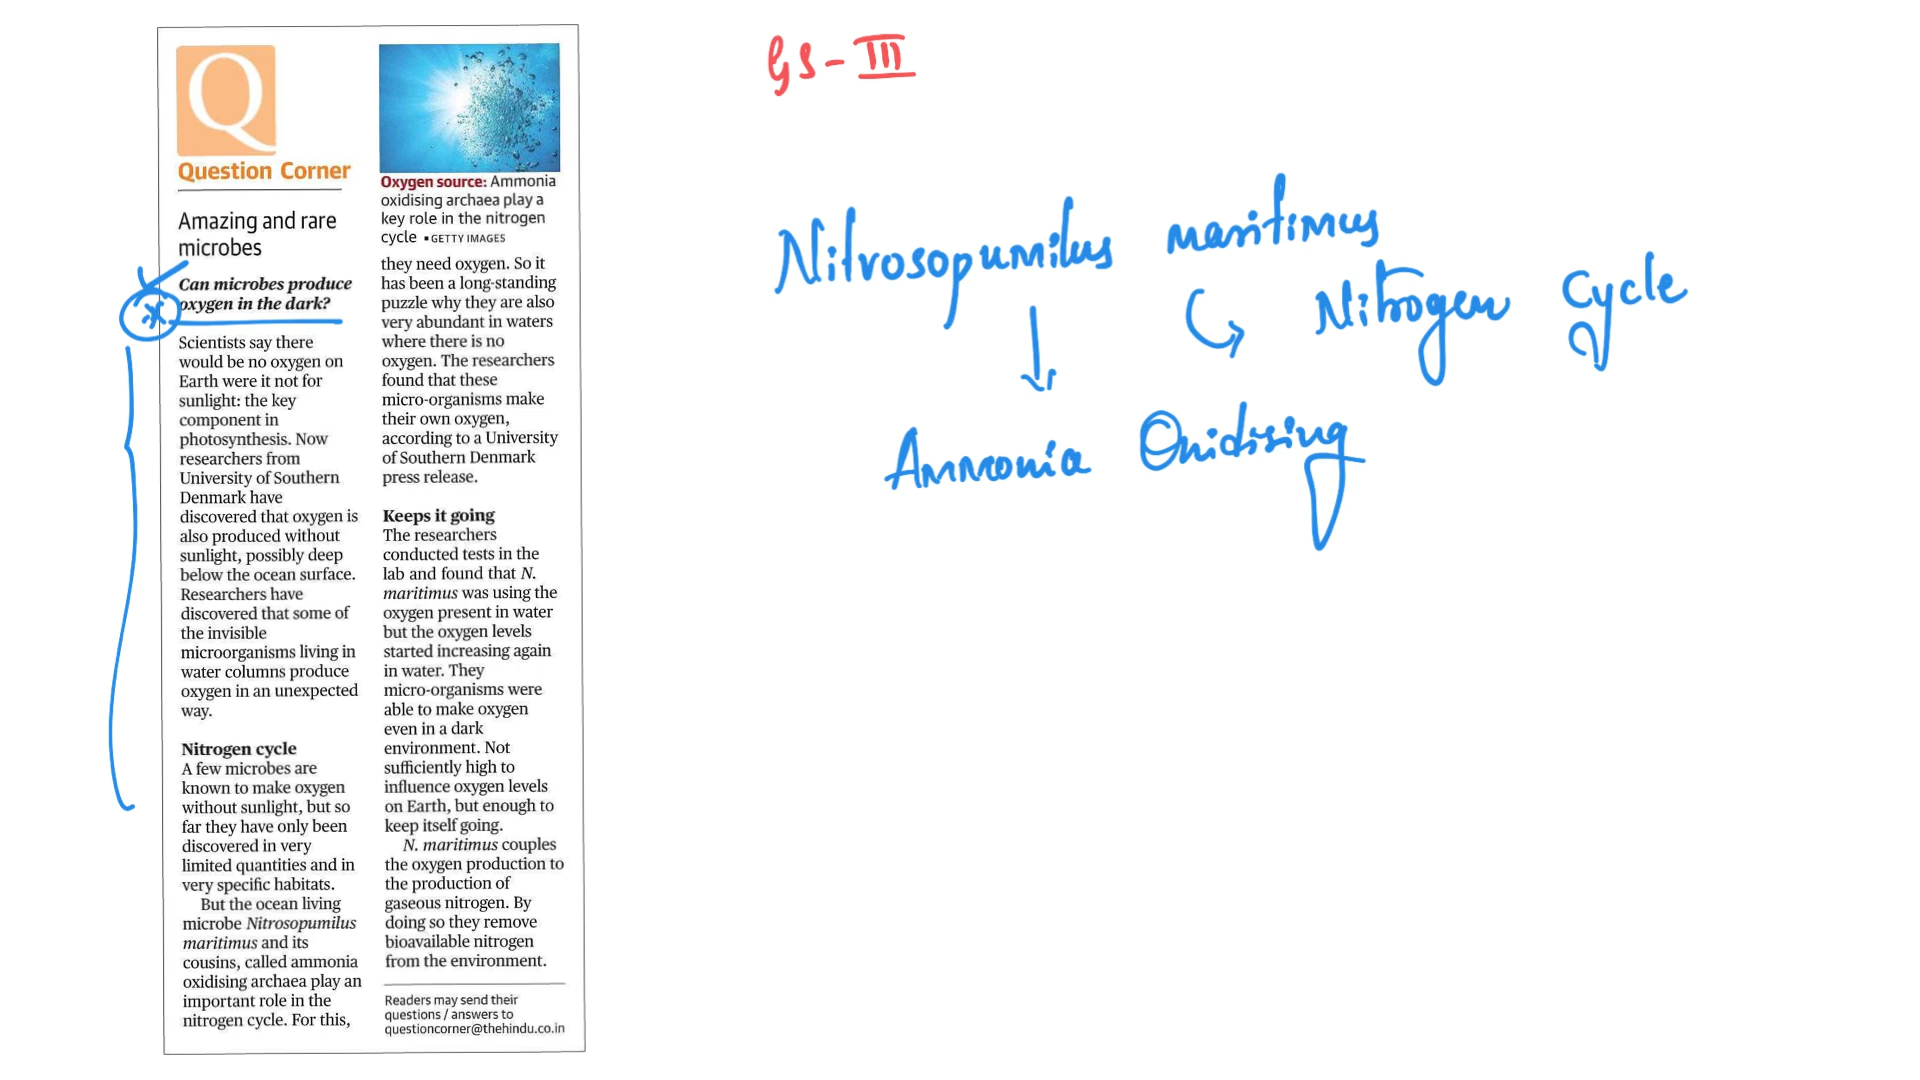 Q
Question Corner
Amazing and rare
microbes
Can microbes produce
oxygen in the dark?
Scientists say there
would be no oxygen on
Earth were it not for
sunlight: the key
component in
photosynthesis. Now
researchers from
University of Southern
Denmark have
discovered that oxygen is
also produced without
sunlight, possibly deep
below the ocean surface.
Researchers have
discovered that some of
the invisible
microorganisms living in
water columns produce
oxygen in an unexpected
way.
Nitrogen cycle
A few microbes are
known to make oxygen
without sunlight, but so
far they have only been
discovered in very
limited quantities and in
very specific habitats.
But the ocean living
microbe Nitrosopumilus
maritimus and its
cousins, called ammonia
oxidising archaea play an
important role in the
nitrogen cycle. For this,
Oxygen source: Ammonia
oxidising archaea play a
key role in the nitrogen
cycle ▪ GETTY IMAGES
they need oxygen. So it
has been a long-standing
puzzle why they are also
very abundant in waters
where there is no
oxygen. The researchers
found that these
micro-organisms make
their own oxygen,
according to a University
of Southern Denmark
press release.
Keeps it going
The researchers
conducted tests in the
lab and found that N.
maritimus was using the
oxygen present in water
but the oxygen levels
started increasing again
in water. They
micro-organisms were
able to make oxygen
even in a dark
environment. Not
sufficiently high to
influence oxygen levels
on Earth, but enough to
keep itself going.
N. maritimus couples
the oxygen production to
the production of
gaseous nitrogen. By
doing so they remove
bioavailable nitrogen
from the environment.
Readers may send their
questions / answers to
questioncorner@thehindu.co.in
GS-III
Nitrosopumilus maritimus
Nitrogen Cycle
Ammonia Oxidising